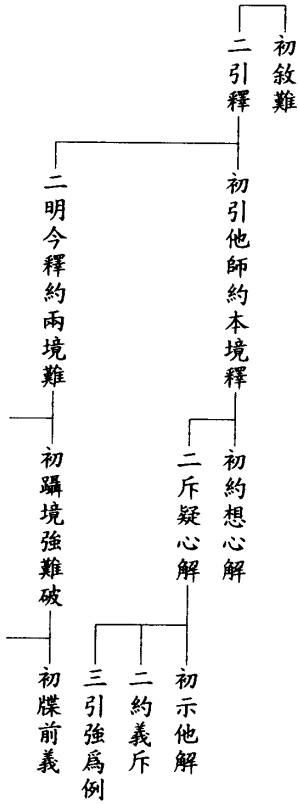 初敘難
二引釋
初引他師約本境釋
初約想心解
二斥疑心解
初示他解
二約義斥
三引強為例
二明今釋約兩境難
初躡境強難破
初牒前義